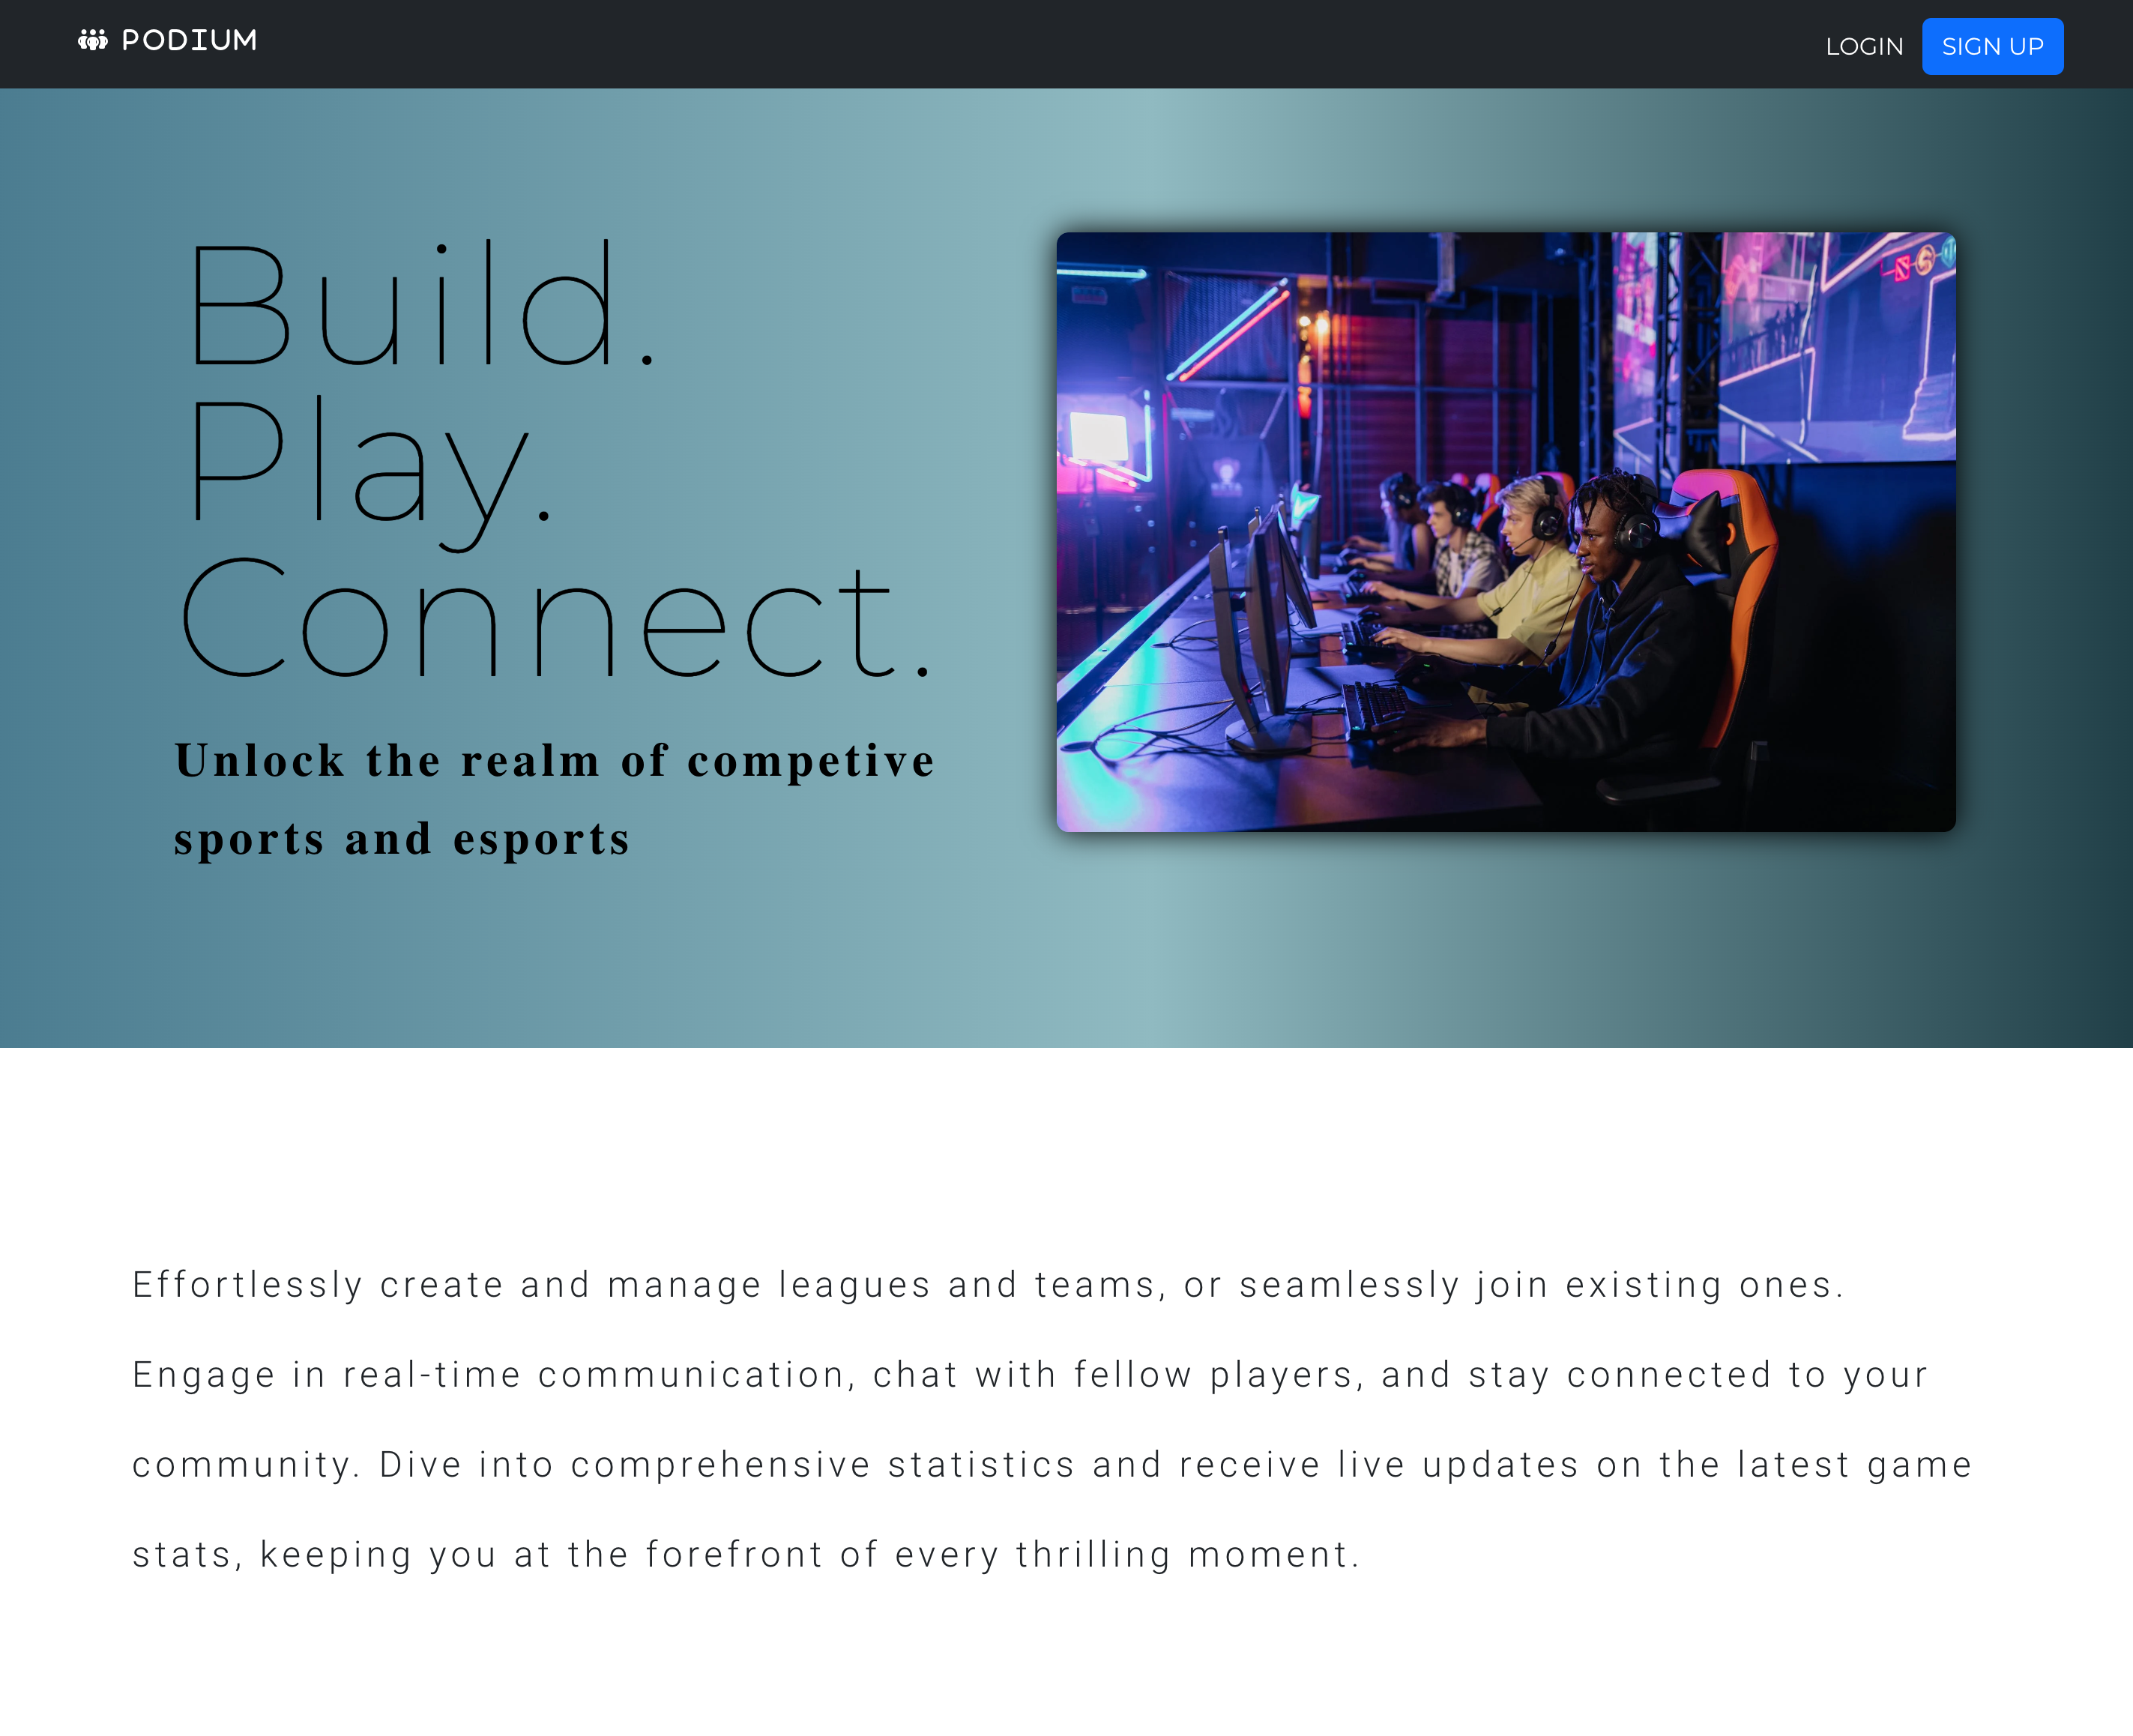 PODIUM
LOGIN
SIGN UP
Build.
Play.
Connect.
Unlock the realm of competive
sports and esports
Effortlessly create and manage leagues and teams, or seamlessly join existing ones.
Engage in real-time communication, chat with fellow players, and stay connected to your
community. Dive into comprehensive statistics and receive live updates on the latest game
stats, keeping you at the forefront of every thrilling moment.